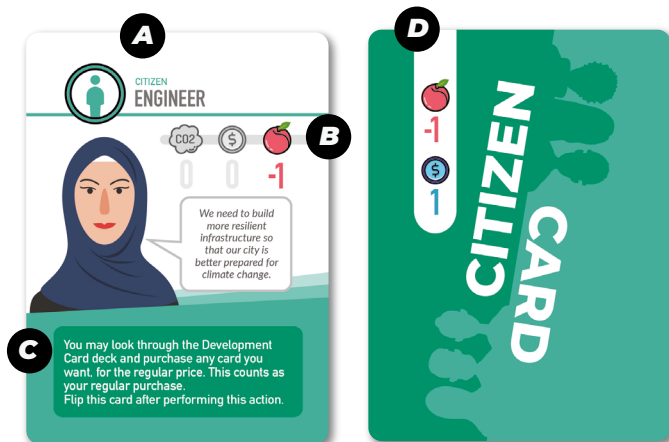 A
CITIZEN
ENGINEER
B
CO2 $
0 0 -1
We need to build
more resilient
infrastructure so
that our city is
better prepared for
climate change.
C
You may look through the Development
Card deck and purchase any card you
want, for the regular price. This counts as
your regular purchase.
Flip this card after performing this action.
D
-1
$
1
CITIZEN
CARD